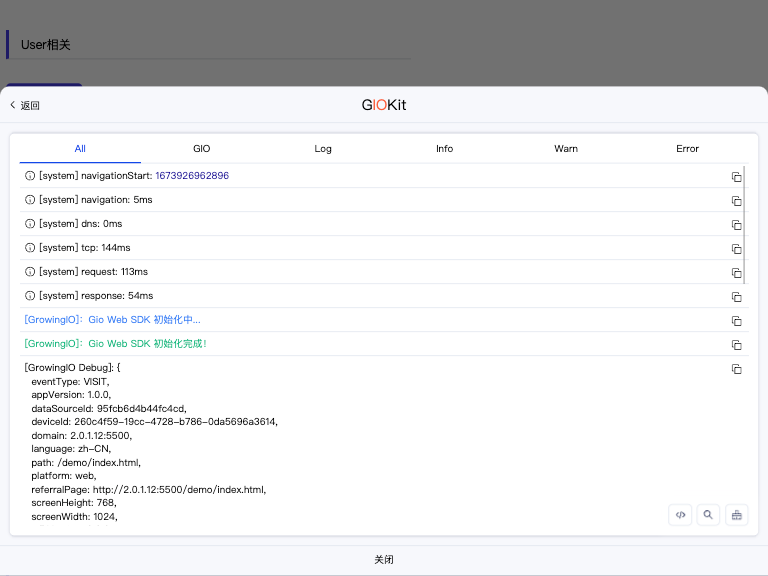 User相关
返回
GIOKit
All
GIO
Log
Info
Warn
Error
[system] navigationStart: 1673926962896
[system] navigation: 5ms
[system] dns: 0ms
[system] tcp: 144ms
[system] request: 113ms
[system] response: 54ms
[GrowingIO]：Gio Web SDK 初始化中...
[GrowingIO]：Gio Web SDK 初始化完成！
[GrowingIO Debug]: {
eventType: VISIT,
appVersion: 1.0.0,
dataSourceId: 95fcb6d4b44fc4cd,
deviceId: 260c4f59-19cc-4728-b786-0da5696a3614,
domain: 2.0.1.12:5500,
language: zh-CN,
path: /demo/index.html,
platform: web,
referralPage: http://2.0.1.12:5500/demo/index.html,
screenHeight: 768,
screenWidth: 1024,
关闭